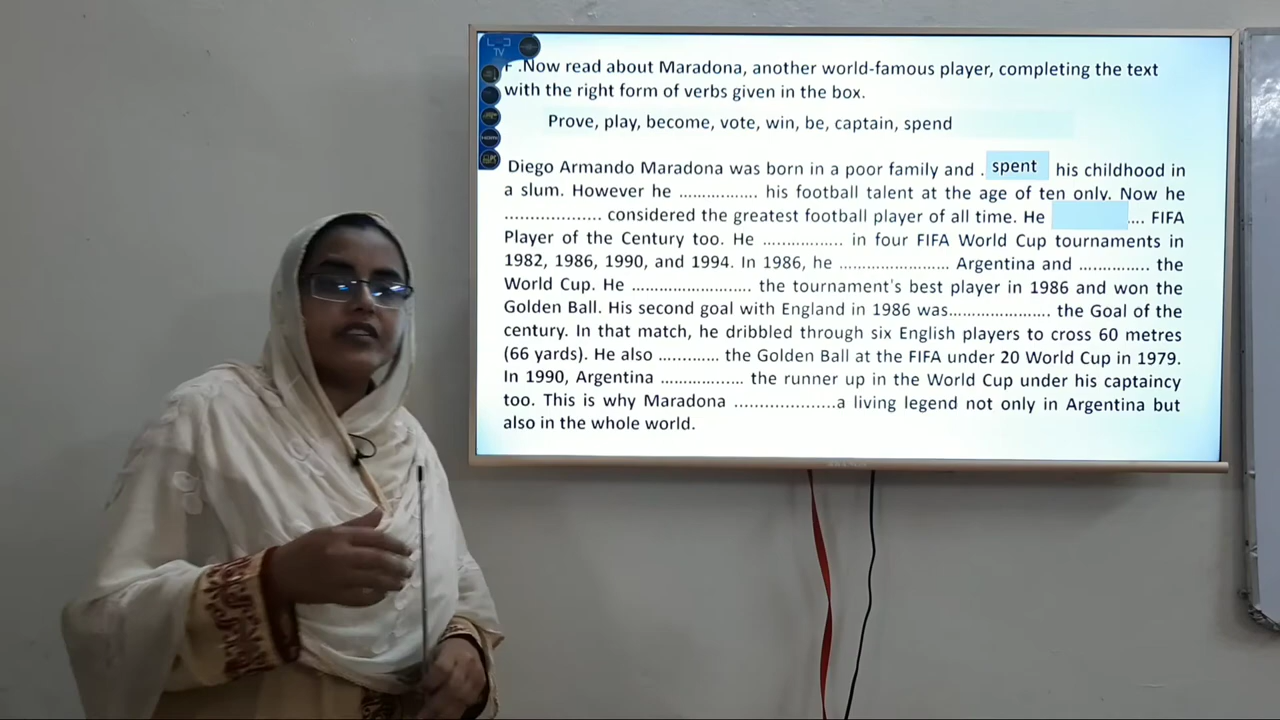 TV
F .Now read about Maradona, another world-famous player, completing the text
with the right form of verbs given in the box.
Prove, play, become, vote, win, be, captain, spend
Diego Armando Maradona was born in a poor family and . spent his childhood in
a slum. However he .............. his football talent at the age of ten only. Now he
.................. considered the greatest football player of all time. He .... FIFA
Player of the Century too. He ............... in four FIFA World Cup tournaments in
1982, 1986, 1990, and 1994. In 1986, he .................... Argentina and ............. the
World Cup. He ...................... the tournament's best player in 1986 and won the
Golden Ball. His second goal with England in 1986 was................... the Goal of the
century. In that match, he dribbled through six English players to cross 60 metres
(66 yards). He also ........... the Golden Ball at the FIFA under 20 World Cup in 1979.
In 1990, Argentina ............... the runner up in the World Cup under his captaincy
too. This is why Maradona ...................a living legend not only in Argentina but
also in the whole world.